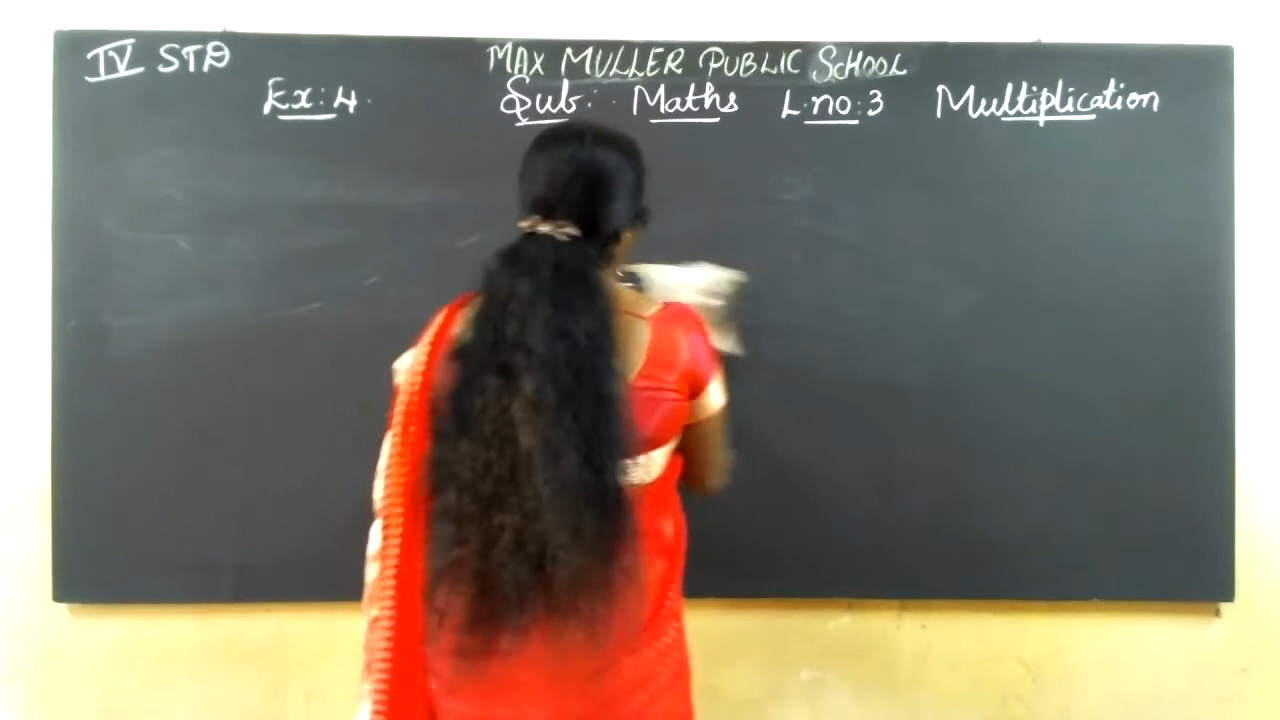 IV STD MAX MULLER PUBLIC SCHOOL
Ex: 4. Sub: Maths L.no: 3 Multiplication